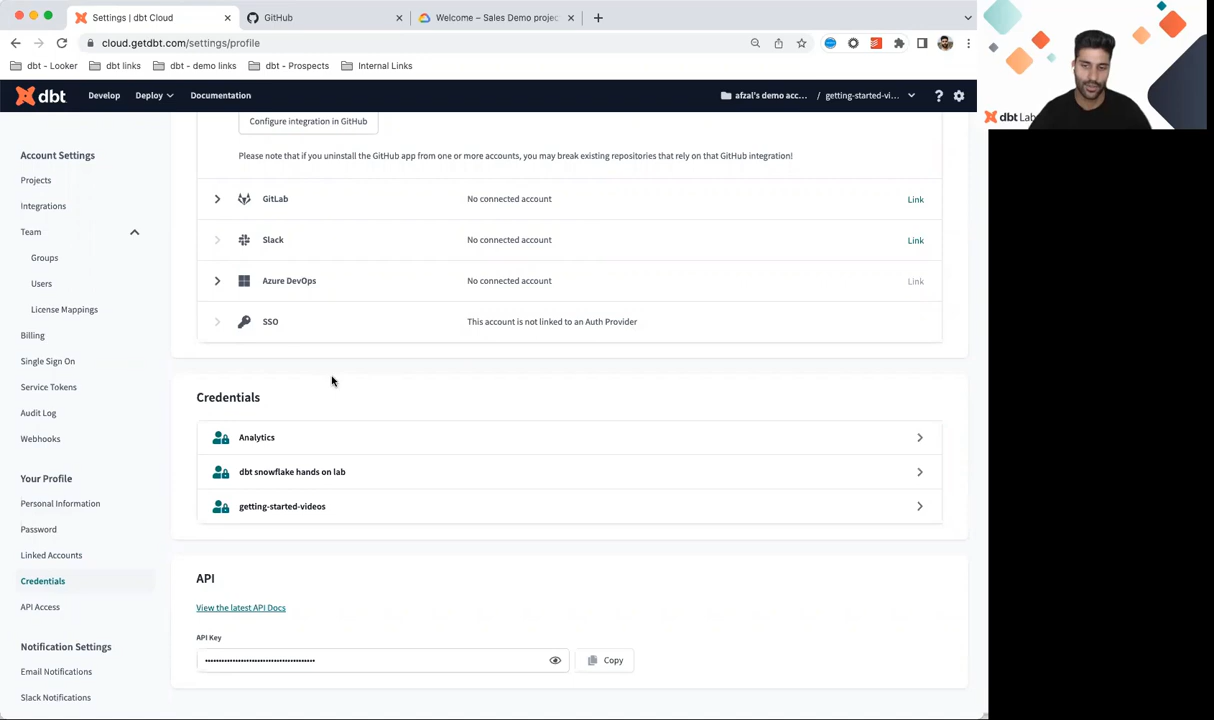 Settings | dbt Cloud
GitHub
Welcome – Sales Demo projec
cloud.getdbt.com/settings/profile
dbt - Looker
dbt links
dbt - demo links
dbt - Prospects
Internal Links
dbt
Develop
Deploy
Documentation
afzal's demo acc...
/ getting-started-vi...
dbt Lab
Account Settings
Projects
Integrations
Team
Groups
Users
License Mappings
Billing
Single Sign On
Service Tokens
Audit Log
Webhooks
Your Profile
Personal Information
Password
Linked Accounts
Credentials
API Access
Notification Settings
Email Notifications
Slack Notifications
Configure integration in GitHub
Please note that if you uninstall the GitHub app from one or more accounts, you may break existing repositories that rely on that GitHub integration!
GitLab No connected account Link
Slack No connected account Link
Azure DevOps No connected account Link
SSO This account is not linked to an Auth Provider
Credentials
Analytics
dbt snowflake hands on lab
getting-started-videos
API
View the latest API Docs
API Key
••••••••••••••••••••••••••••••••••••••••
Copy